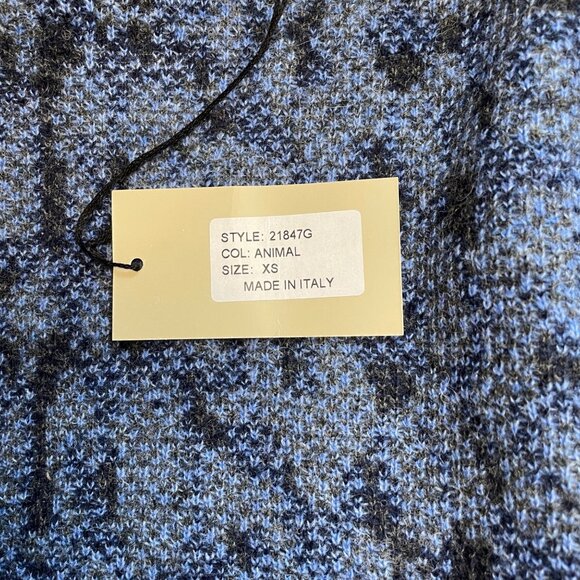 STYLE: 21847G
COL: ANIMAL
SIZE: XS
MADE IN ITALY